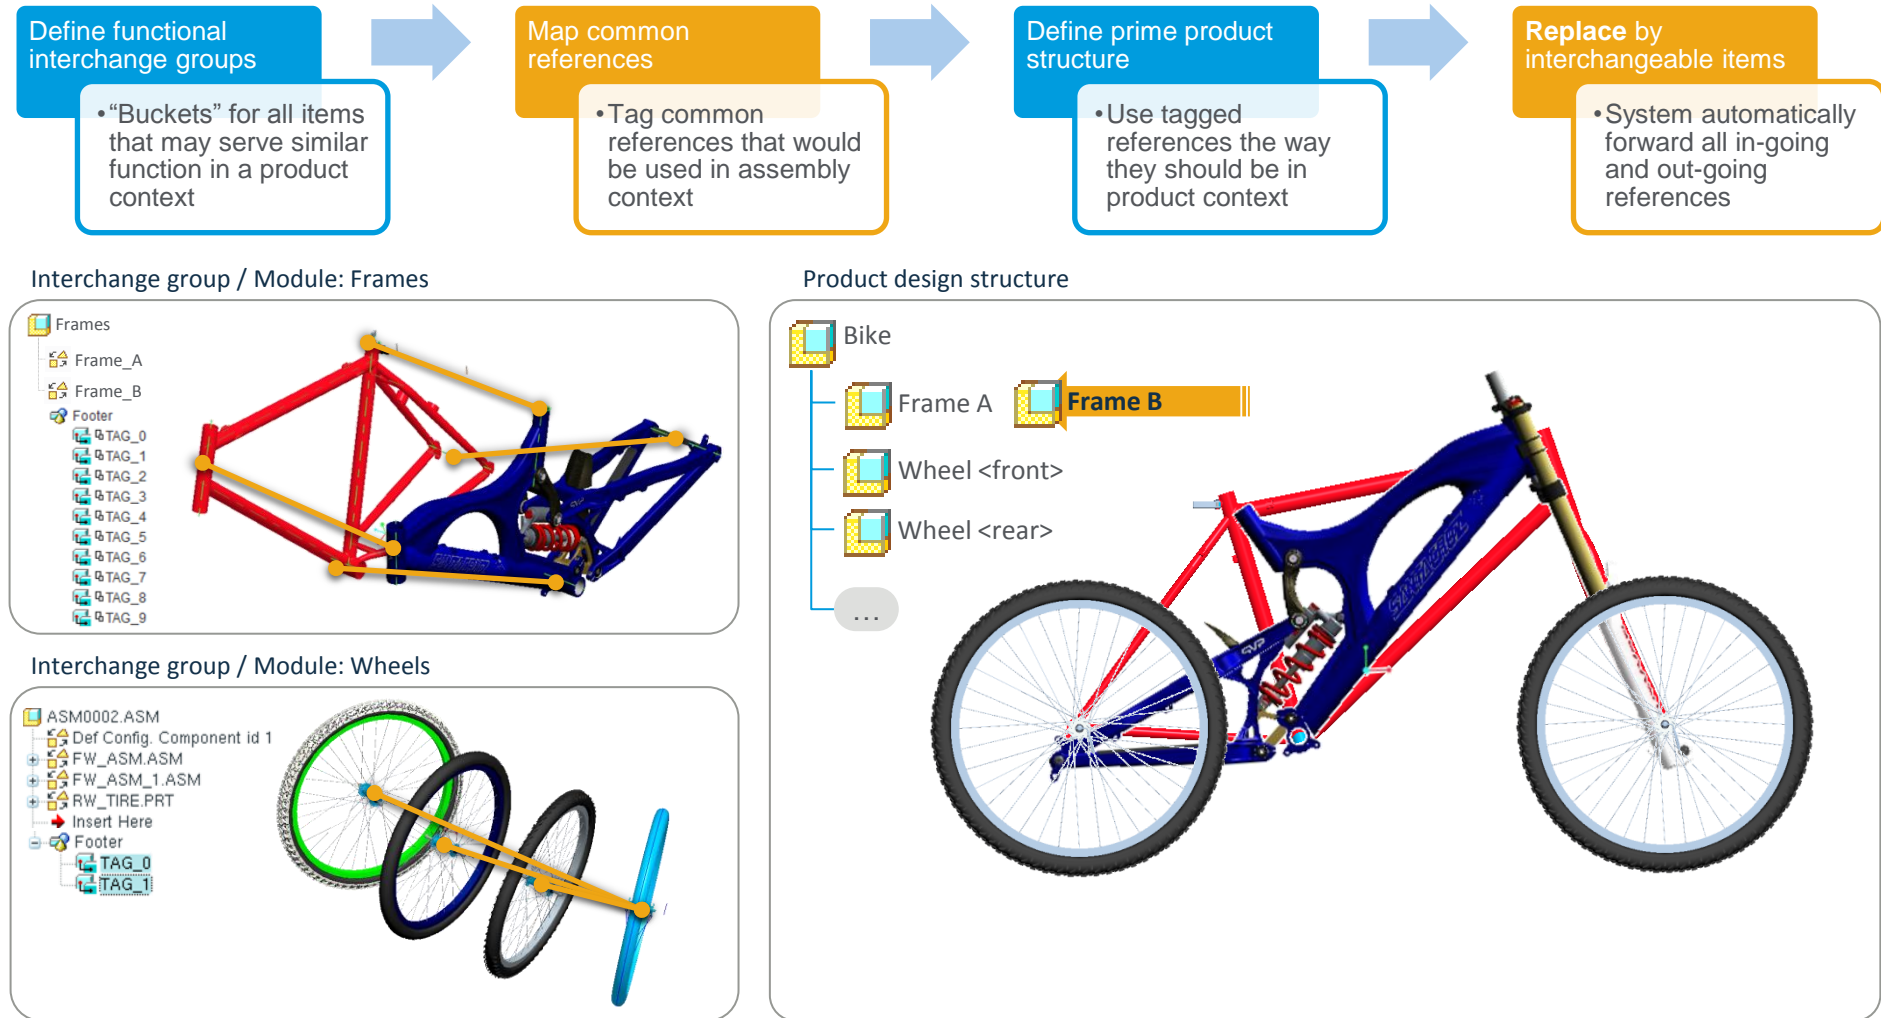 Define functional
interchange groups
•"Buckets" for all items
that may serve similar
function in a product
context
Map common
references
•Tag common
references that would
be used in assembly
context
Define prime product
structure
•Use tagged
references the way
they should be in
product context
Replace by
interchangeable items
•System automatically
forward all in-going
and out-going
references
Interchange group / Module: Frames
Frames
Frame_A
Frame_B
Footer
TAG_0
TAG_1
TAG_2
TAG_3
TAG_4
TAG_5
TAG_6
TAG_7
TAG_8
TAG_9
Interchange group / Module: Wheels
ASM0002.ASM
Def Config. Component id 1
FW_ASM.ASM
FW_ASM_1.ASM
RW_TIRE.PRT
Insert Here
Footer
TAG_0
TAG_1
Product design structure
Bike
Frame A
Frame B
Wheel <front>
Wheel <rear>
...